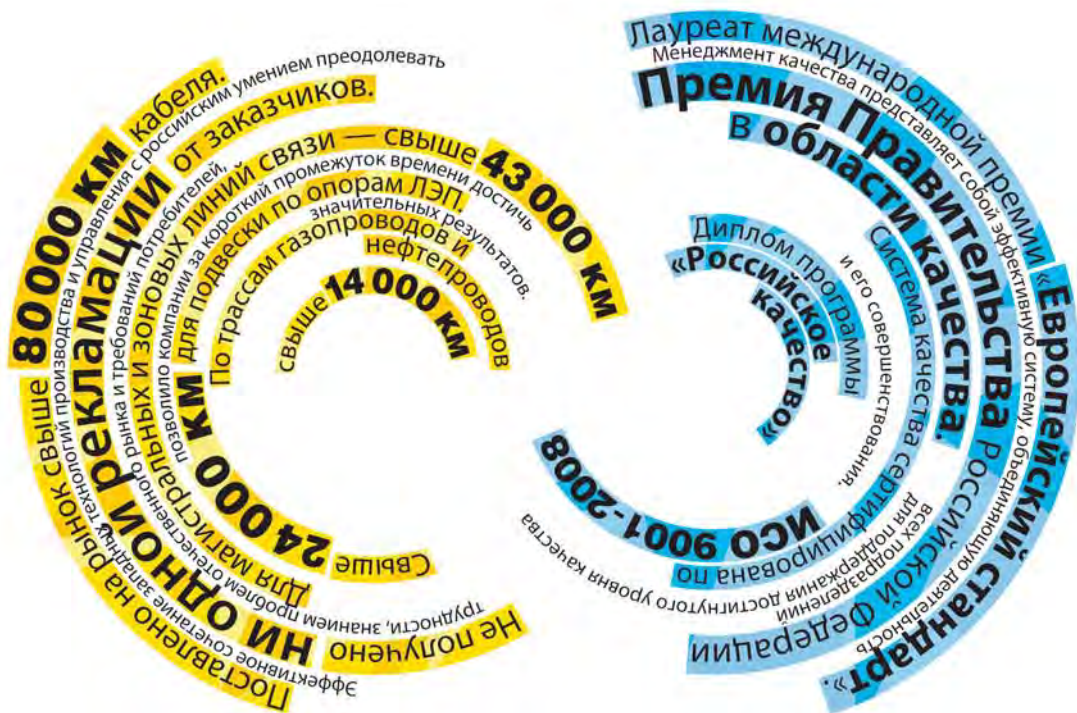 Поставлено на рынок свыше 80000 км кабеля.
Эффективное сочетание западных технологий производства и управления с российским умением преодолевать
Не получено ни одной рекламации от заказчиков.
трудности, знанием проблем отечественного рынка и требований потребителей,
Для магистральных и зоновых линий связи — свыше 43 000 км
позволило компании за короткий промежуток времени достичь
Свыше 24 000 км для подвески по опорам ЛЭП.
значительных результатов.
По трассам газопроводов и
нефтепроводов
свыше 14 000 км
Лауреат международной премии «Европейский стандарт».
Менеджмент качества представляет собой эффективную систему, объединяющую деятельность
Премия Правительства Российской Федерации
всех подразделений
в области качества.
для поддержания достигнутого уровня качества
Система качества сертифицирована по
ИСО 9001-2008
и его совершенствования.
Диплом программы
«Российское
качество»